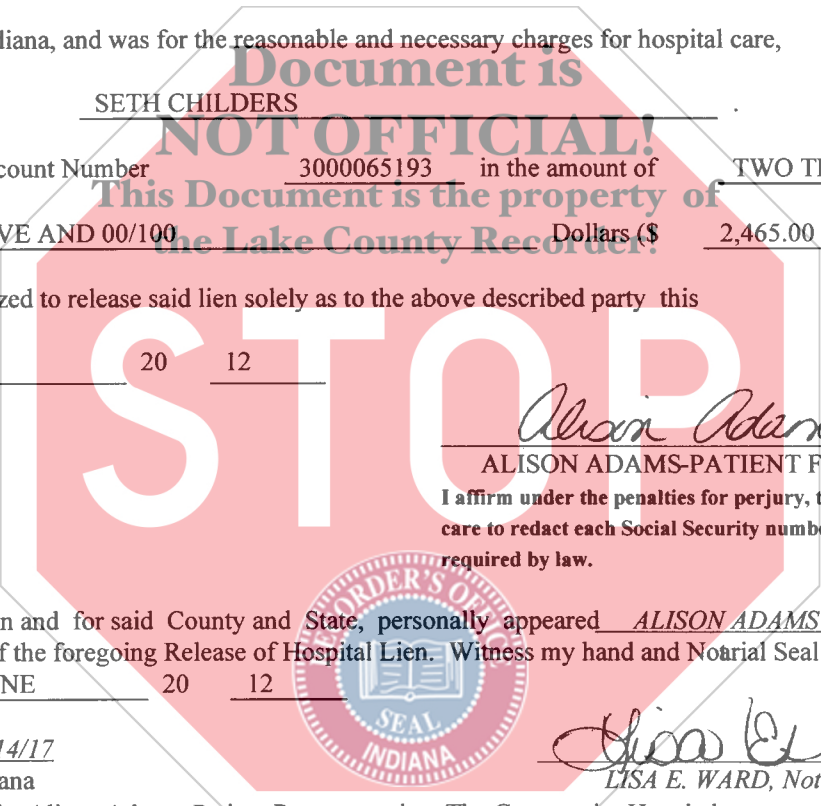 liana, and was for the reasonable and necessary charges for hospital care,
Document is
SETH CHILDERS .
NOT OFFICIAL!
count Number 3000065193 in the amount of TWO TH
This Document is the property of
VE AND 00/100 Dollars ($ 2,465.00
the Lake County Recorder!
zed to release said lien solely as to the above described party this
STOP
20 12
Alison Adam
ALISON ADAMS-PATIENT F
I affirm under the penalties for perjury, t
care to redact each Social Security numb
required by law.
RECORDER'S OFFICE
n and for said County and State, personally appeared ALISON ADAMS
f the foregoing Release of Hospital Lien. Witness my hand and Notarial Seal
NE 20 12
SEAL
INDIANA
14/17
Lisa E.
ana
LISA E. WARD, Not